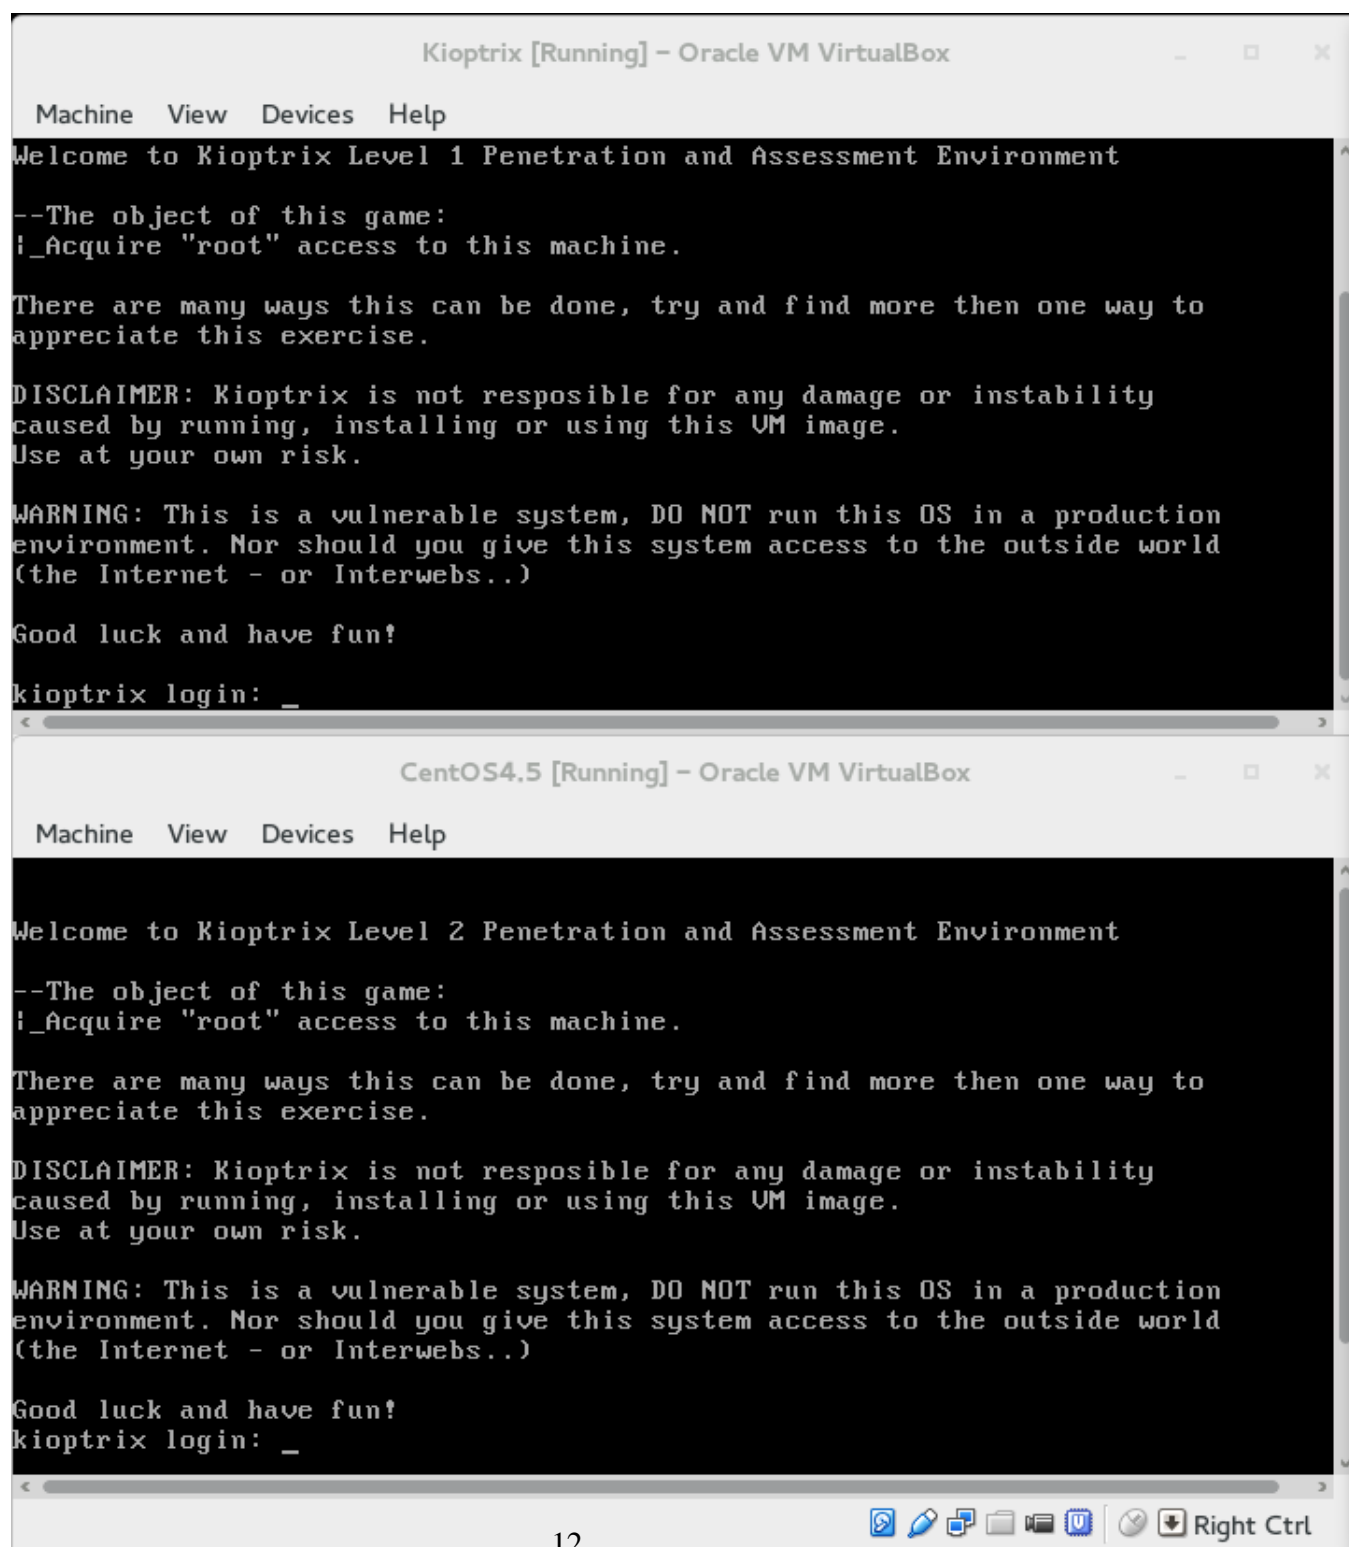 Kioptrix [Running] – Oracle VM VirtualBox
Machine View Devices Help
Welcome to Kioptrix Level 1 Penetration and Assessment Environment
--The object of this game:
|_Acquire "root" access to this machine.
There are many ways this can be done, try and find more then one way to
appreciate this exercise.
DISCLAIMER: Kioptrix is not resposible for any damage or instability
caused by running, installing or using this VM image.
Use at your own risk.
WARNING: This is a vulnerable system, DO NOT run this OS in a production
environment. Nor should you give this system access to the outside world
(the Internet - or Interwebs..)
Good luck and have fun!
kioptrix login: _
CentOS4.5 [Running] – Oracle VM VirtualBox
Machine View Devices Help
Welcome to Kioptrix Level 2 Penetration and Assessment Environment
--The object of this game:
|_Acquire "root" access to this machine.
There are many ways this can be done, try and find more then one way to
appreciate this exercise.
DISCLAIMER: Kioptrix is not resposible for any damage or instability
caused by running, installing or using this VM image.
Use at your own risk.
WARNING: This is a vulnerable system, DO NOT run this OS in a production
environment. Nor should you give this system access to the outside world
(the Internet - or Interwebs..)
Good luck and have fun!
kioptrix login: _
Right Ctrl
12